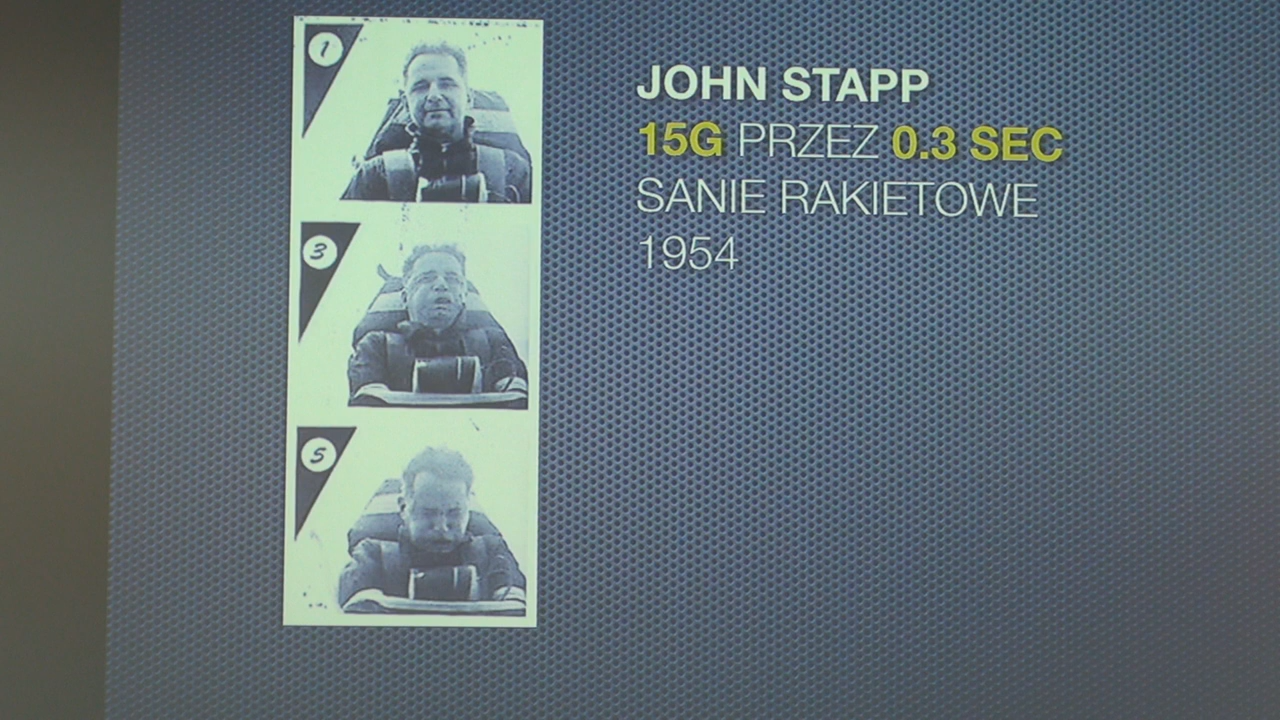 1
3
5
JOHN STAPP
15G PRZEZ 0.3 SEC
SANIE RAKIETOWE
1954